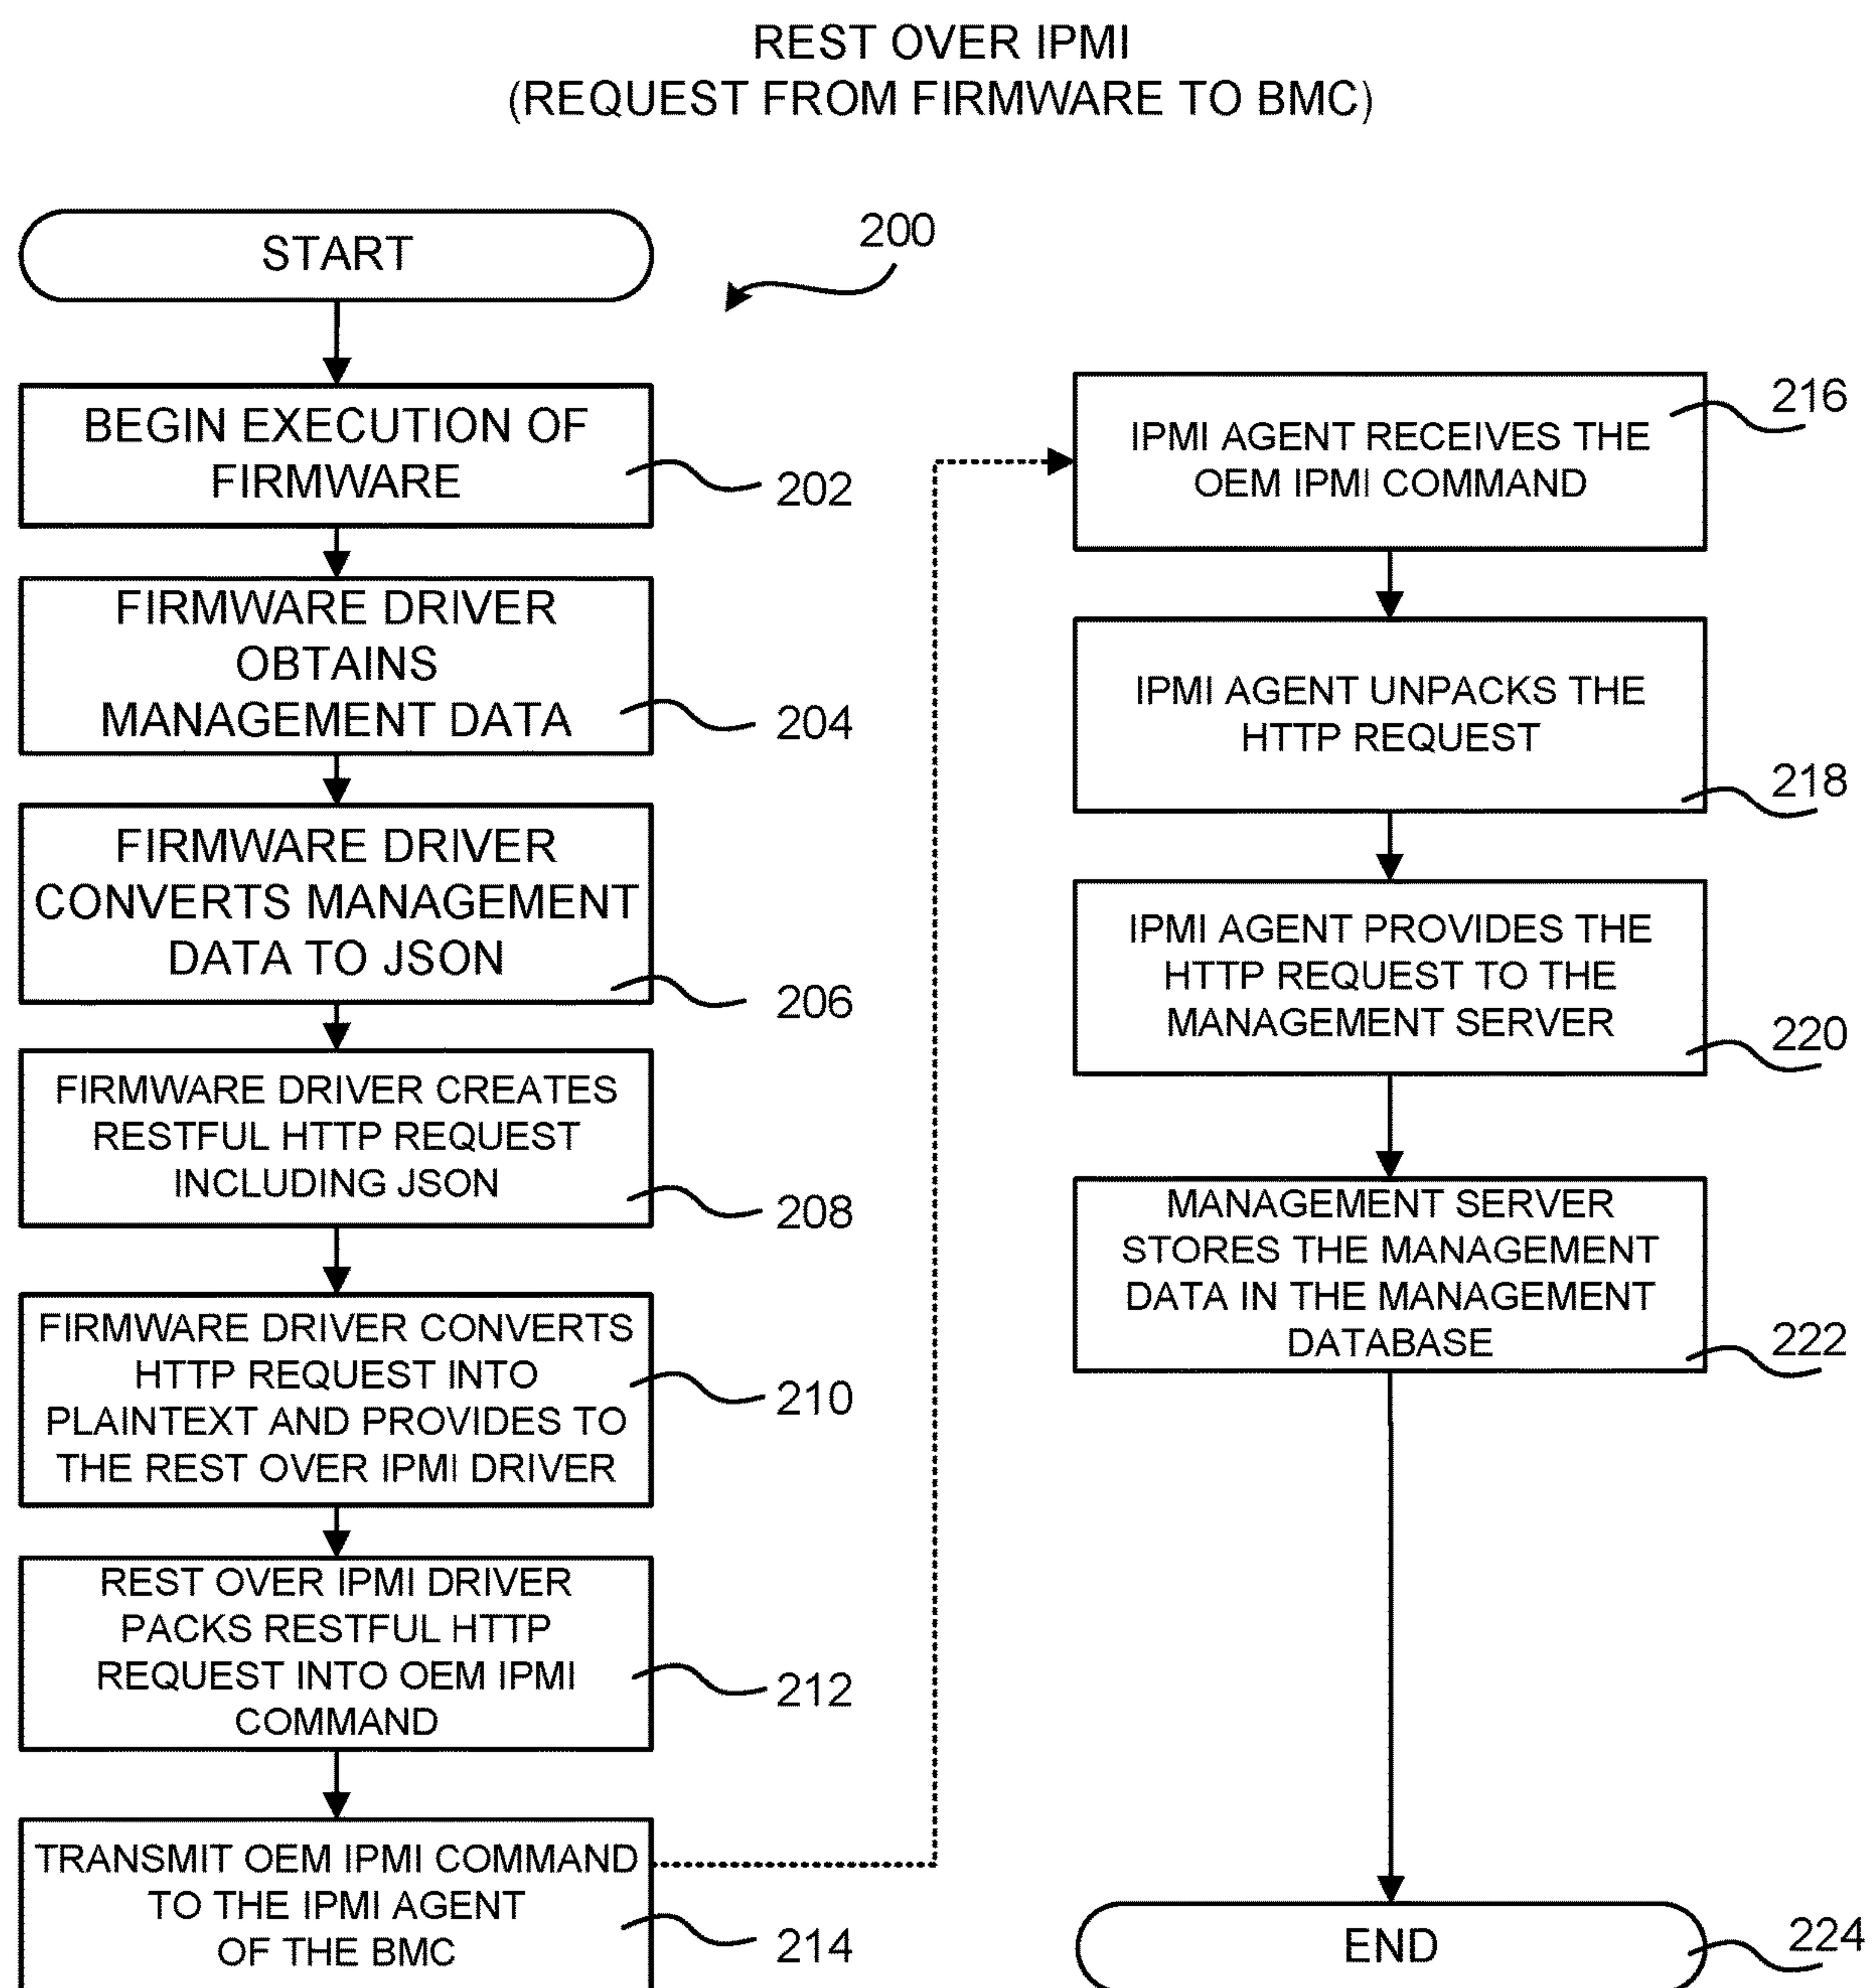 REST OVER IPMI
(REQUEST FROM FIRMWARE TO BMC)
START
200
BEGIN EXECUTION OF
FIRMWARE
202
FIRMWARE DRIVER
OBTAINS
MANAGEMENT DATA
204
FIRMWARE DRIVER
CONVERTS MANAGEMENT
DATA TO JSON
206
FIRMWARE DRIVER CREATES
RESTFUL HTTP REQUEST
INCLUDING JSON
208
FIRMWARE DRIVER CONVERTS
HTTP REQUEST INTO
PLAINTEXT AND PROVIDES TO
THE REST OVER IPMI DRIVER
210
REST OVER IPMI DRIVER
PACKS RESTFUL HTTP
REQUEST INTO OEM IPMI
COMMAND
212
TRANSMIT OEM IPMI COMMAND
TO THE IPMI AGENT
OF THE BMC
214
IPMI AGENT RECEIVES THE
OEM IPMI COMMAND
216
IPMI AGENT UNPACKS THE
HTTP REQUEST
218
IPMI AGENT PROVIDES THE
HTTP REQUEST TO THE
MANAGEMENT SERVER
220
MANAGEMENT SERVER
STORES THE MANAGEMENT
DATA IN THE MANAGEMENT
DATABASE
222
END
224